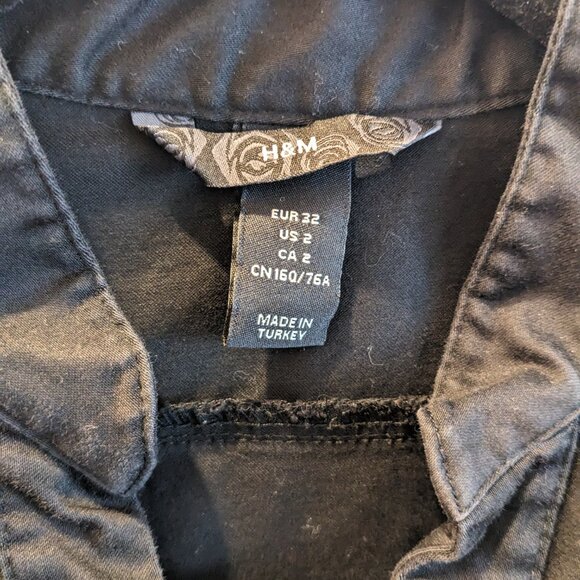 H&M
EUR 32
US 2
CA 2
CN160/76A
MADE IN
TURKEY